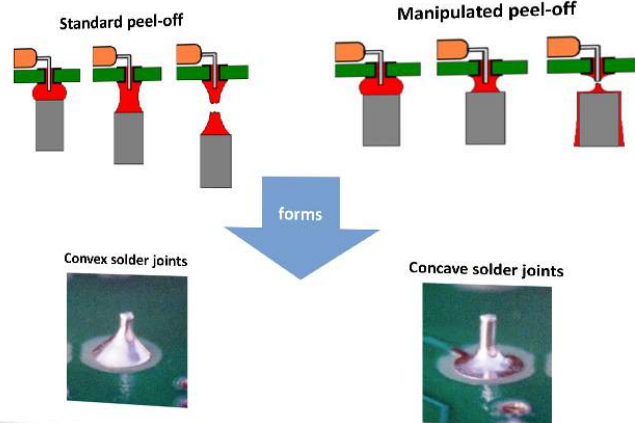 Standard peel-off
Manipulated peel-off
forms
Convex solder joints
Concave solder joints